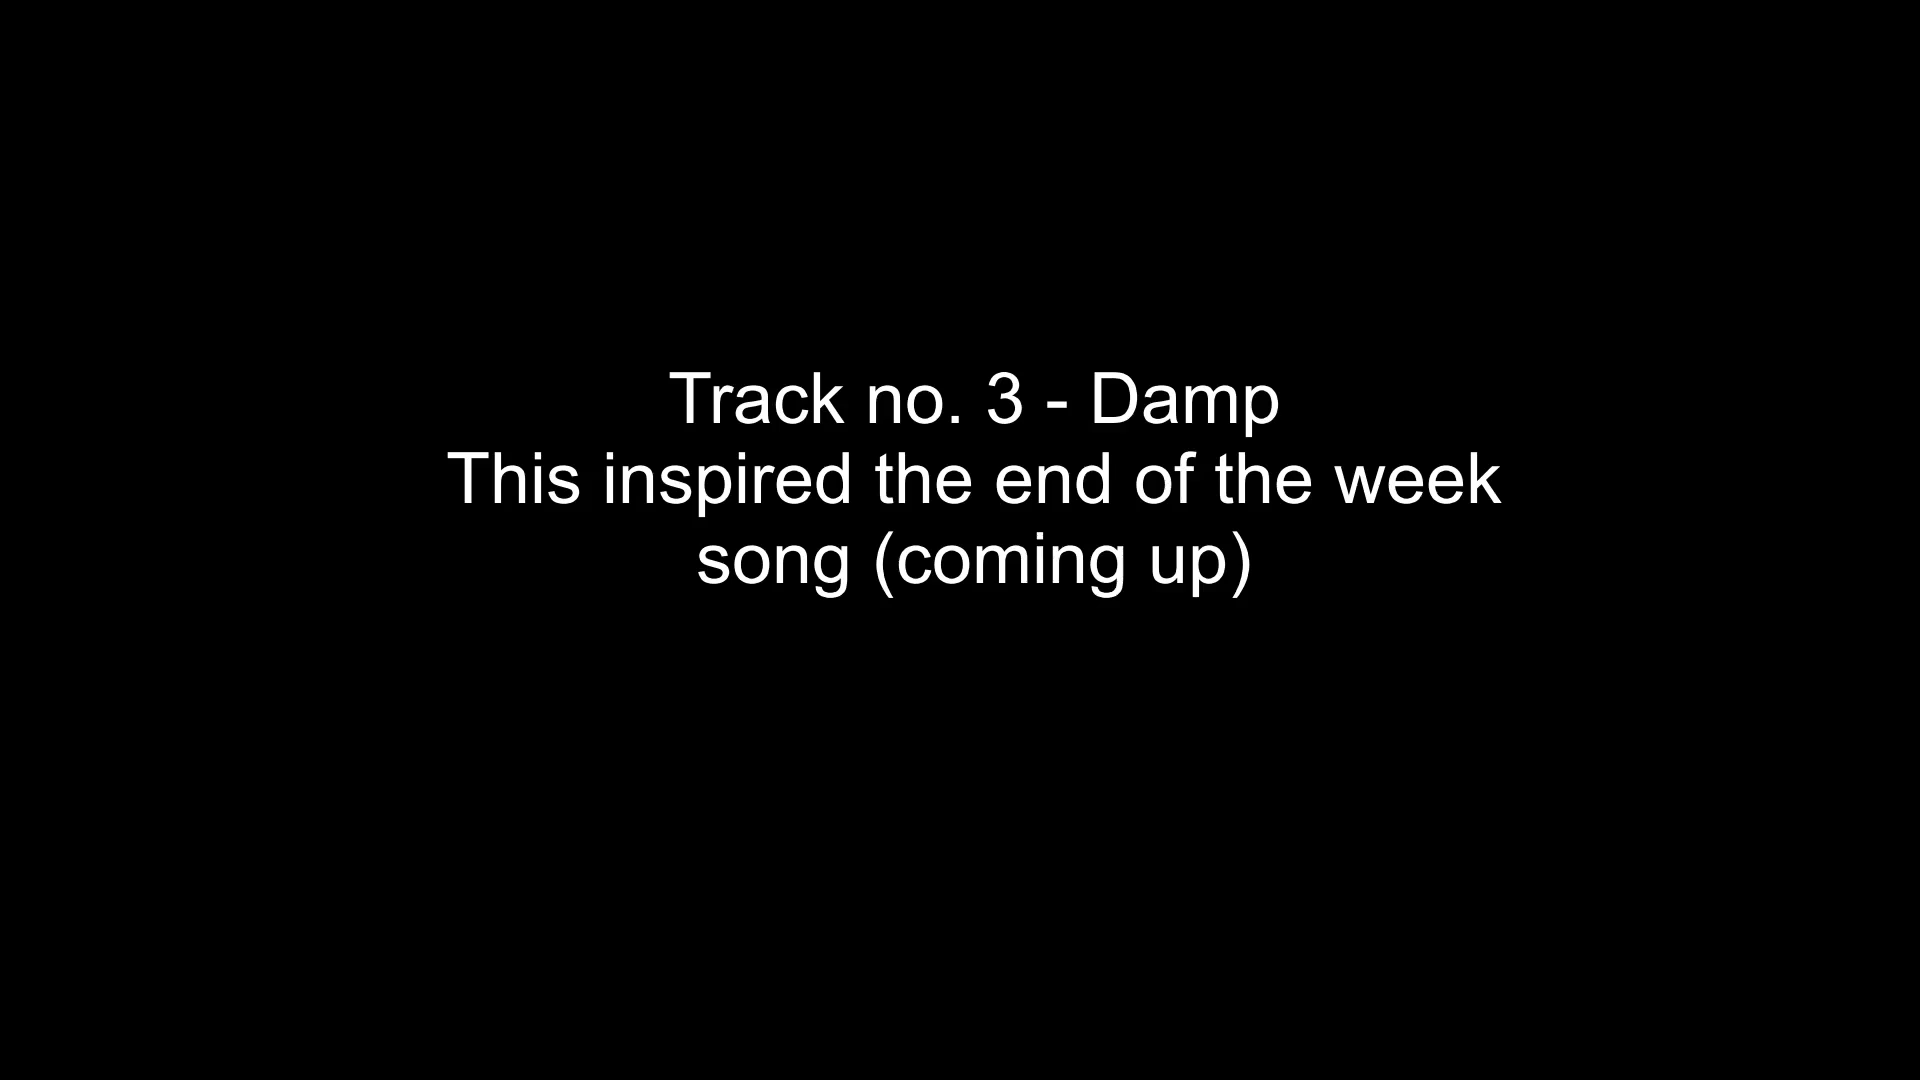 Track no. 3 - Damp
This inspired the end of the week
song (coming up)